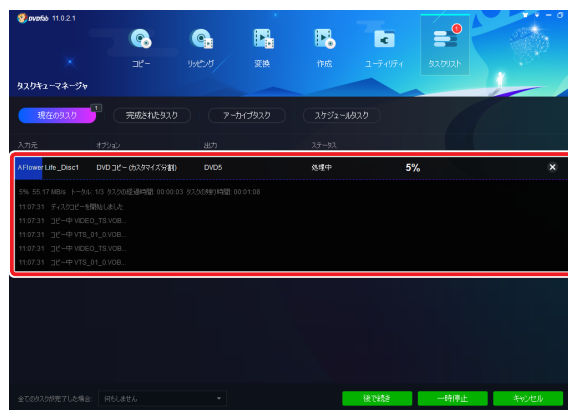 DVDFab 11.0.2.1
コピー
リッピング
変換
作成
ユーティリティ
タスクリスト
タスクキューマネージャ
現在のタスク
1
完成されたタスク
アーカイブタスク
スケジュールタスク
入力元
オプション
出力
ステータス
AFlower Life _Disc1
DVD コピー (カスタマイズ分割)
DVD5
処理中
5%
5% 55.17 MB/s トータル: 1/3 タスクの経過時間: 00:00:03 タスクの残り時間: 00:01:08
11:07:31 ディスクコピーを開始しました
11:07:31 コピー中 VIDEO_TS.VOB...
11:07:31 コピー中 VTS_01_0.VOB...
11:07:31 コピー中 VIDEO_TS.VOB...
11:07:31 コピー中 VTS_01_0.VOB...
全てのタスクが完了した場合:
何もしません
後で続き
一時停止
キャンセル